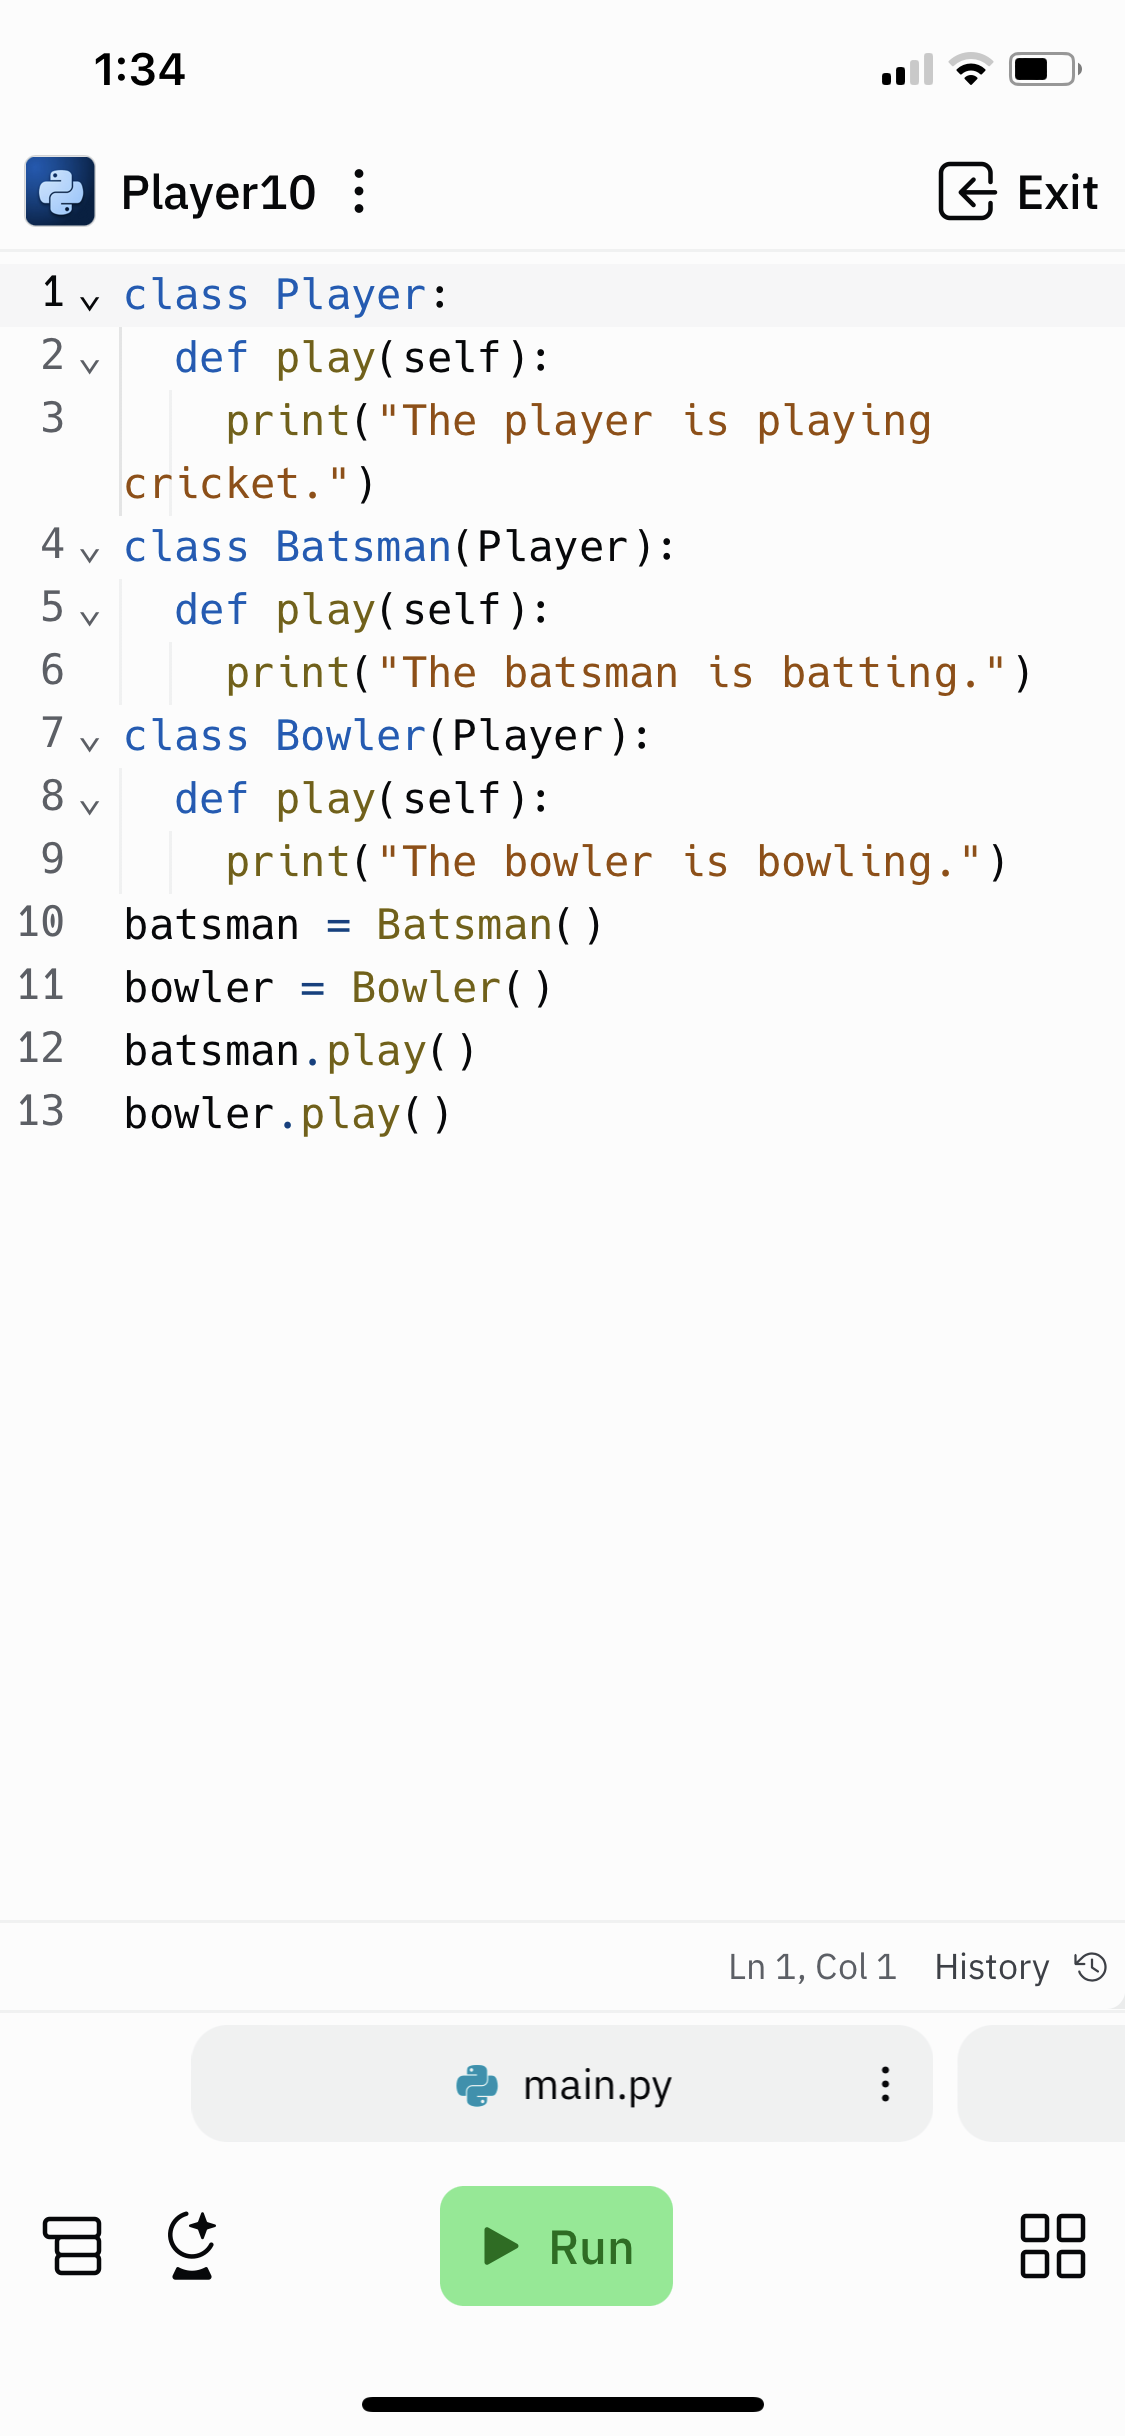 1:34
Player10
Exit
1 class Player:
2   def play(self):
3     print("The player is playing
cricket.")
4 class Batsman(Player):
5   def play(self):
6     print("The batsman is batting.")
7 class Bowler(Player):
8   def play(self):
9     print("The bowler is bowling.")
10 batsman = Batsman()
11 bowler = Bowler()
12 batsman.play()
13 bowler.play()
Ln 1, Col 1 History
main.py
Run